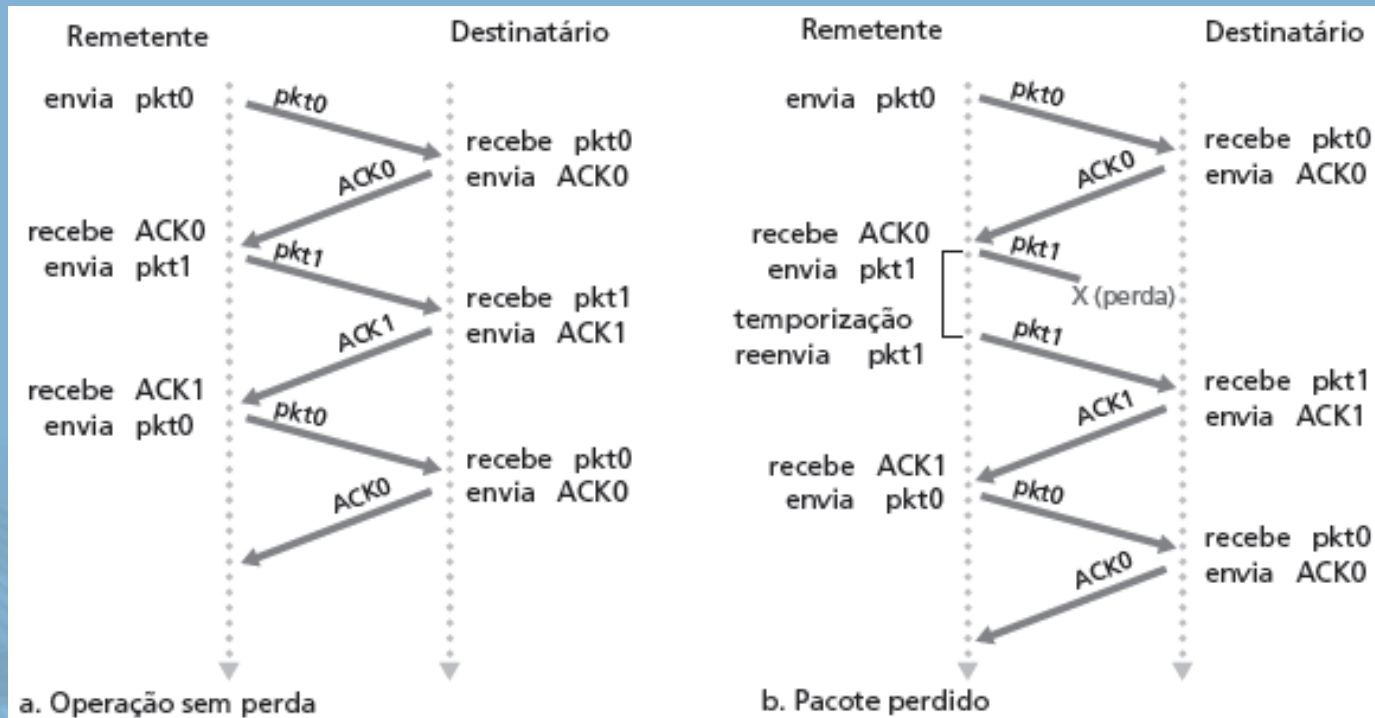 Remetente
Destinatário
envia pkt0
pkt0
recebe pkt0
envia ACK0
ACK0
recebe ACK0
envia pkt1
pkt1
recebe pkt1
envia ACK1
ACK1
recebe ACK1
envia pkt0
pkt0
recebe pkt0
envia ACK0
ACK0
a. Operação sem perda
Remetente
Destinatário
envia pkt0
pkt0
recebe pkt0
envia ACK0
ACK0
recebe ACK0
envia pkt1
pkt1
X (perda)
temporização
reenvia pkt1
pkt1
recebe pkt1
envia ACK1
ACK1
recebe ACK1
envia pkt0
pkt0
recebe pkt0
envia ACK0
ACK0
b. Pacote perdido